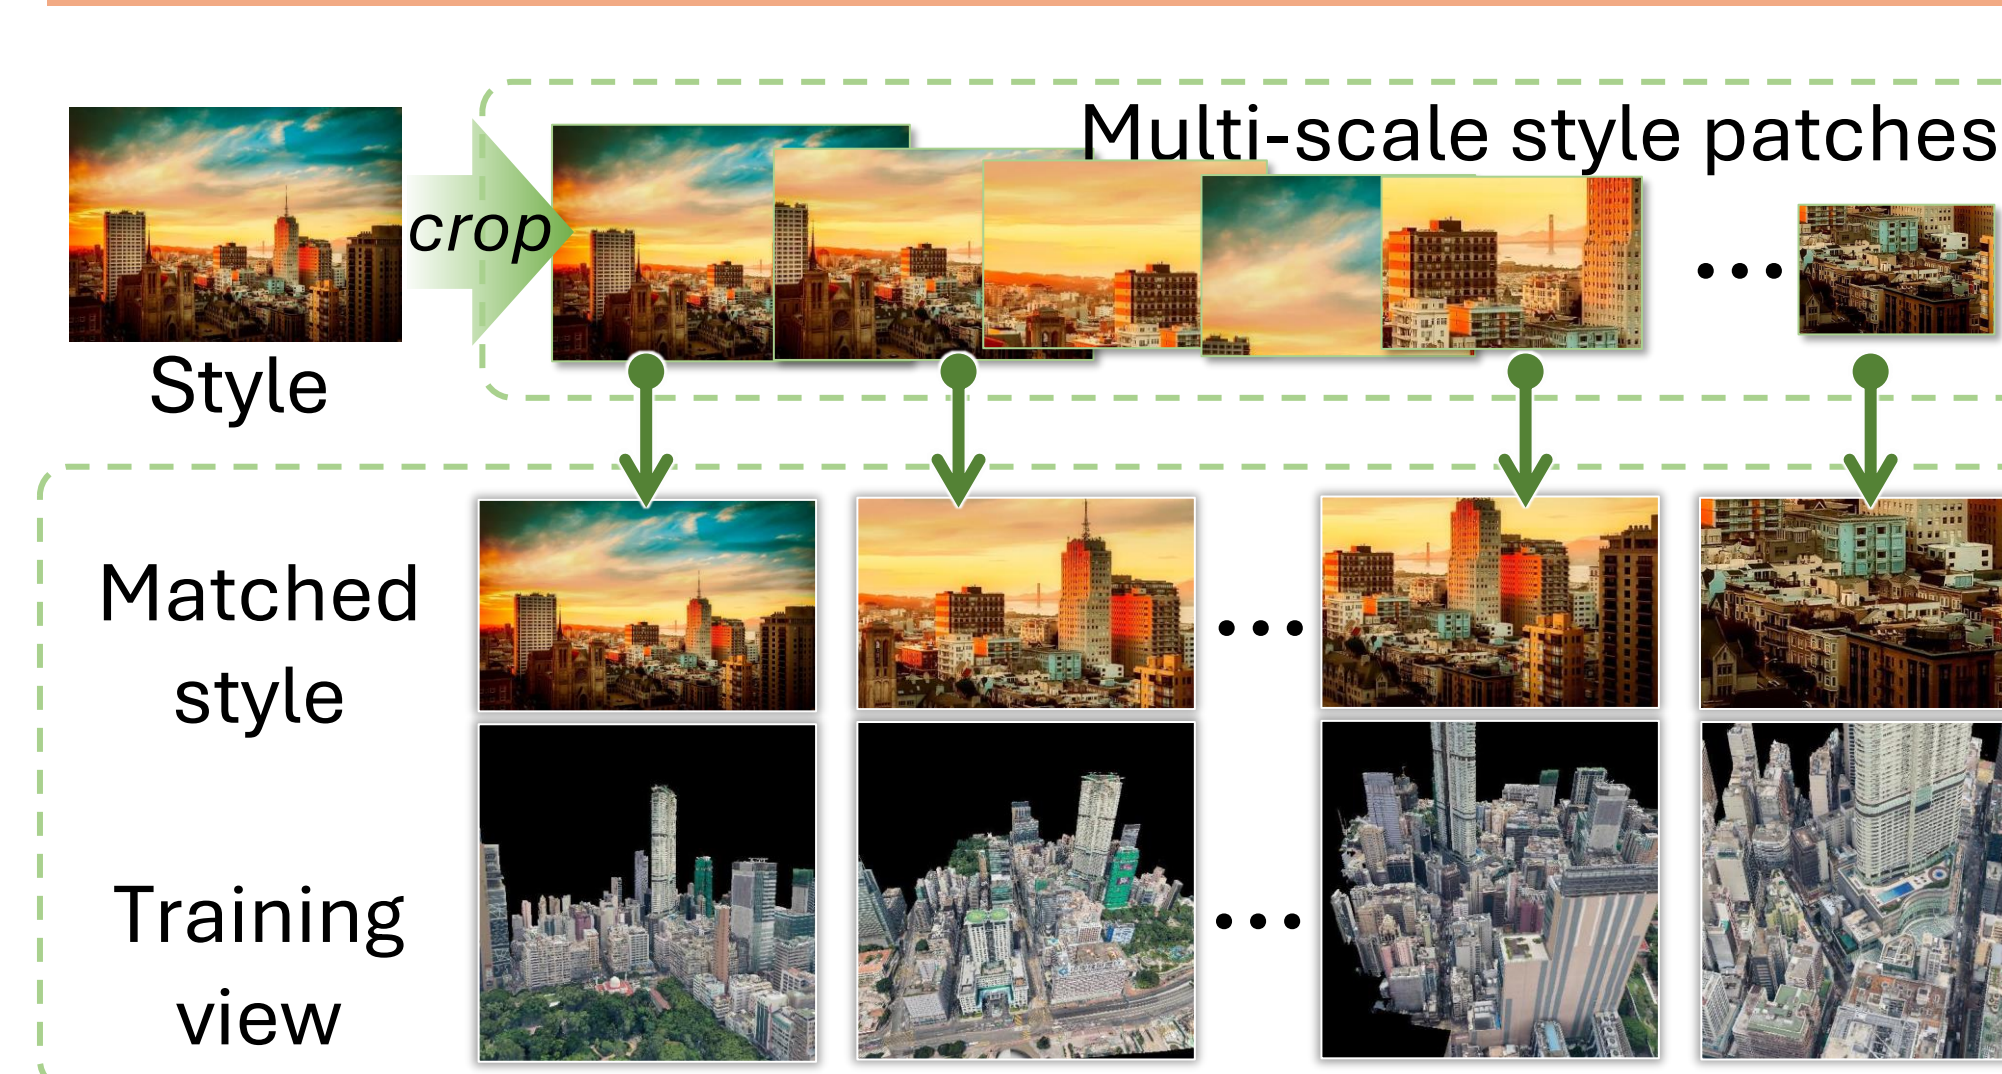 Multi-scale style patches
crop
...
Style
Matched
style
...
Training
view
...